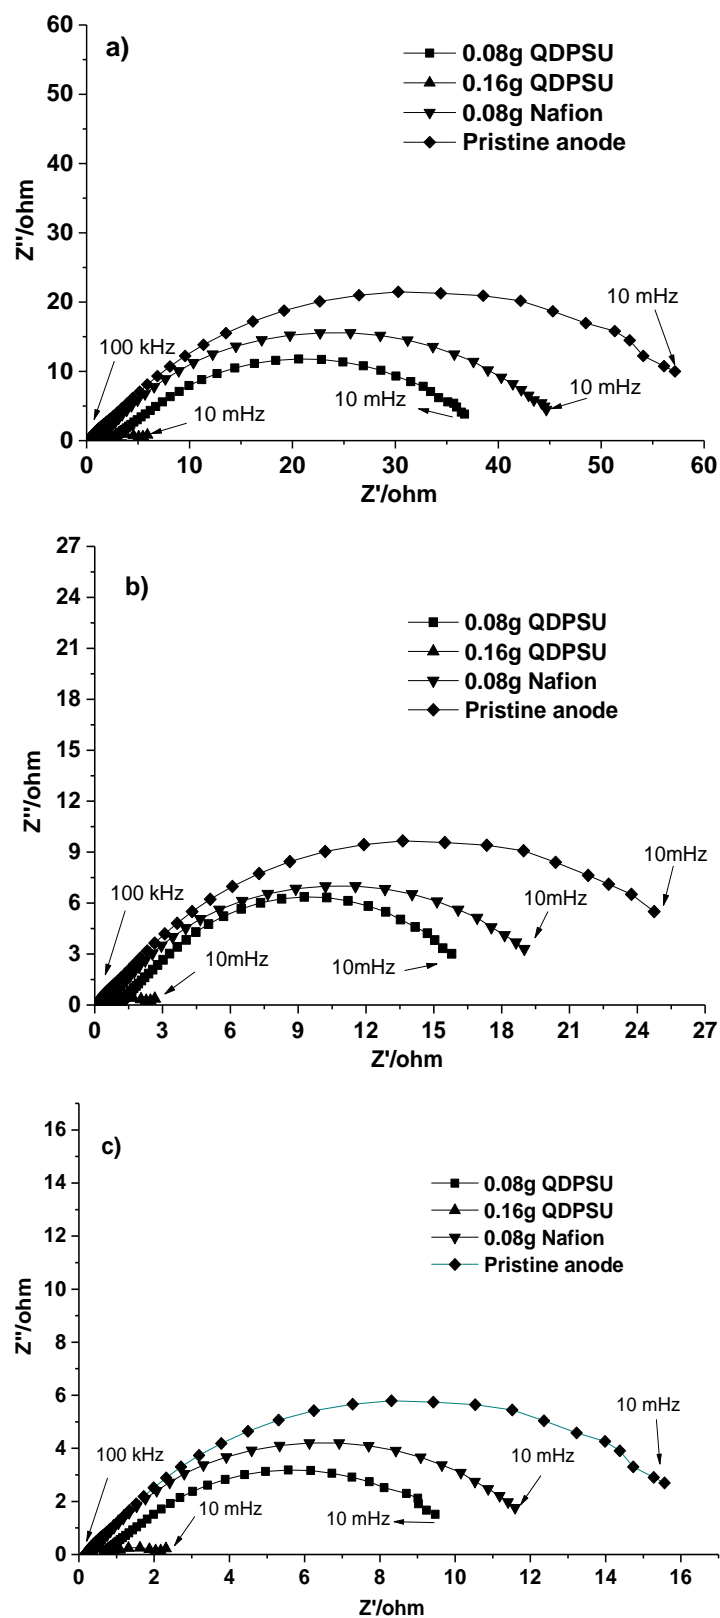 a)
0.08g QDPSU
0.16g QDPSU
0.08g Nafion
Pristine anode
60
50
40
30
20
10
0
Z''/ohm
100 kHz
10 mHz
10 mHz
10 mHz
10 mHz
0 10 20 30 40 50 60
Z'/ohm
b)
0.08g QDPSU
0.16g QDPSU
0.08g Nafion
Pristine anode
27
24
21
18
15
12
9
6
3
0
Z''/ohm
100 kHz
10mHz
10mHz
10mHz
10mHz
0 3 6 9 12 15 18 21 24 27
Z'/ohm
c)
0.08g QDPSU
0.16g QDPSU
0.08g Nafion
Pristine anode
16
14
12
10
8
6
4
2
0
Z''/ohm
100 kHz
10 mHz
10 mHz
10 mHz
10 mHz
0 2 4 6 8 10 12 14 16
Z'/ohm